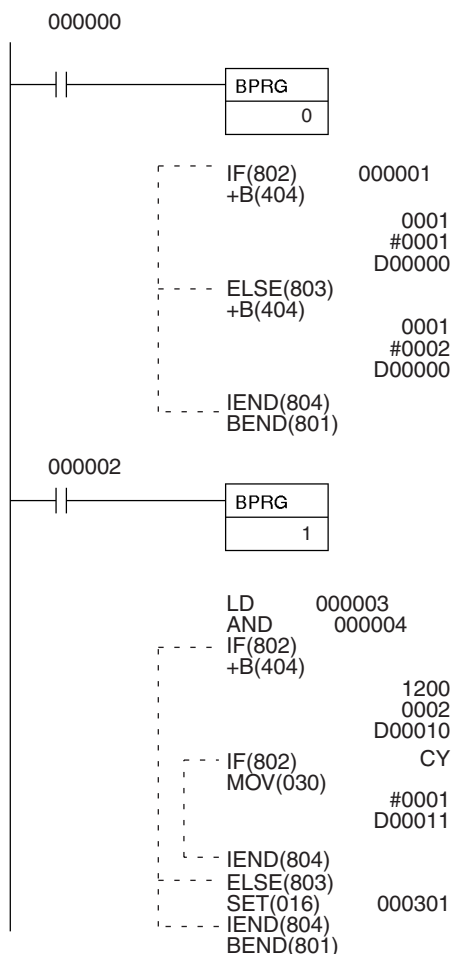 000000
BPRG
0
IF(802) 000001
+B(404)
0001
#0001
D00000
ELSE(803)
+B(404)
0001
#0002
D00000
IEND(804)
BEND(801)
000002
BPRG
1
LD 000003
AND 000004
IF(802)
+B(404)
1200
0002
D00010
IF(802) CY
MOV(030)
#0001
D00011
IEND(804)
ELSE(803)
SET(016) 000301
IEND(804)
BEND(801)